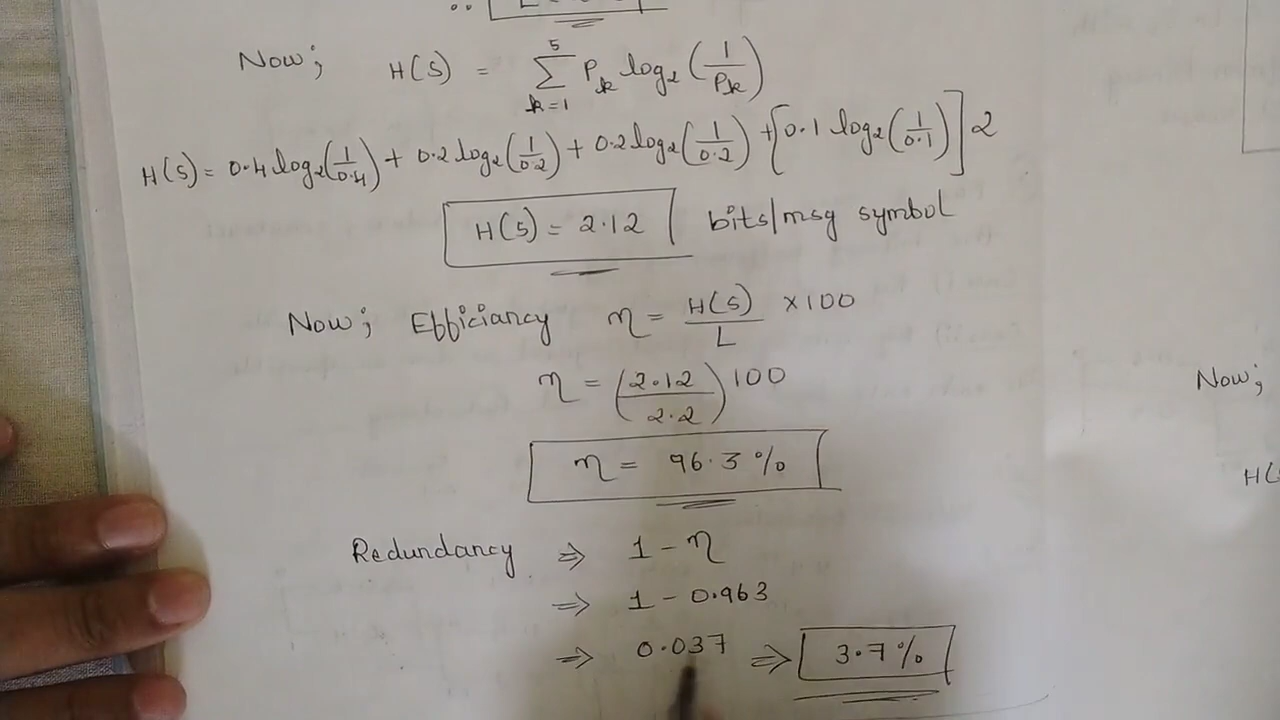 Now; H(S) = ∑_{k=1}^{5} P_k log₂ (1/P_k)
H(S) = 0.4 log₂(1/0.4) + 0.2 log₂(1/0.2) + 0.2 log₂(1/0.2) + [0.1 log₂(1/0.1)] 2
H(S) = 2.12 bits/msg symbol
Now; Efficiancy η = H(S)/L × 100
η = (2.12/2.2) 100
η = 96.3 %
Redundancy ⇒ 1 - η
⇒ 1 - 0.963
⇒ 0.037 ⇒ 3.7 %
Now;